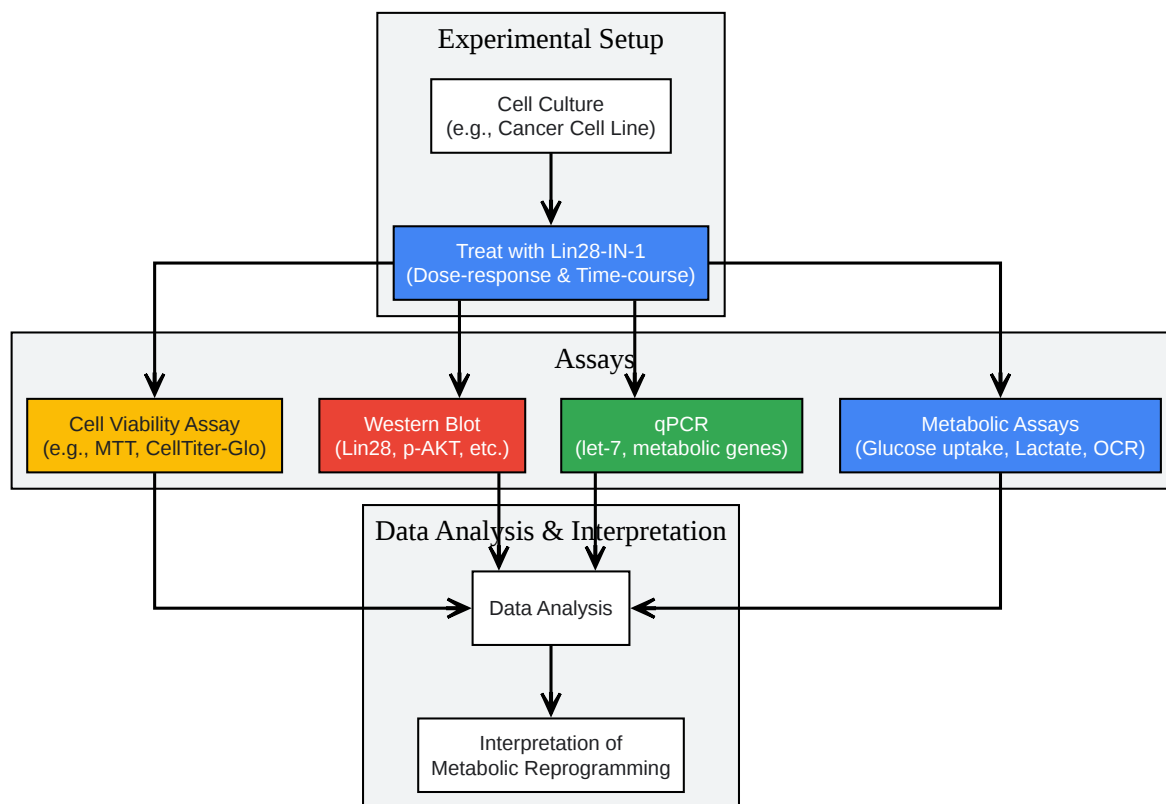 Experimental Setup
Cell Culture
(e.g., Cancer Cell Line)
Treat with Lin28-IN-1
(Dose-response & Time-course)
Assays
Cell Viability Assay
(e.g., MTT, CellTiter-Glo)
Western Blot
(Lin28, p-AKT, etc.)
qPCR
(let-7, metabolic genes)
Metabolic Assays
(Glucose uptake, Lactate, OCR)
Data Analysis & Interpretation
Data Analysis
Interpretation of
Metabolic Reprogramming